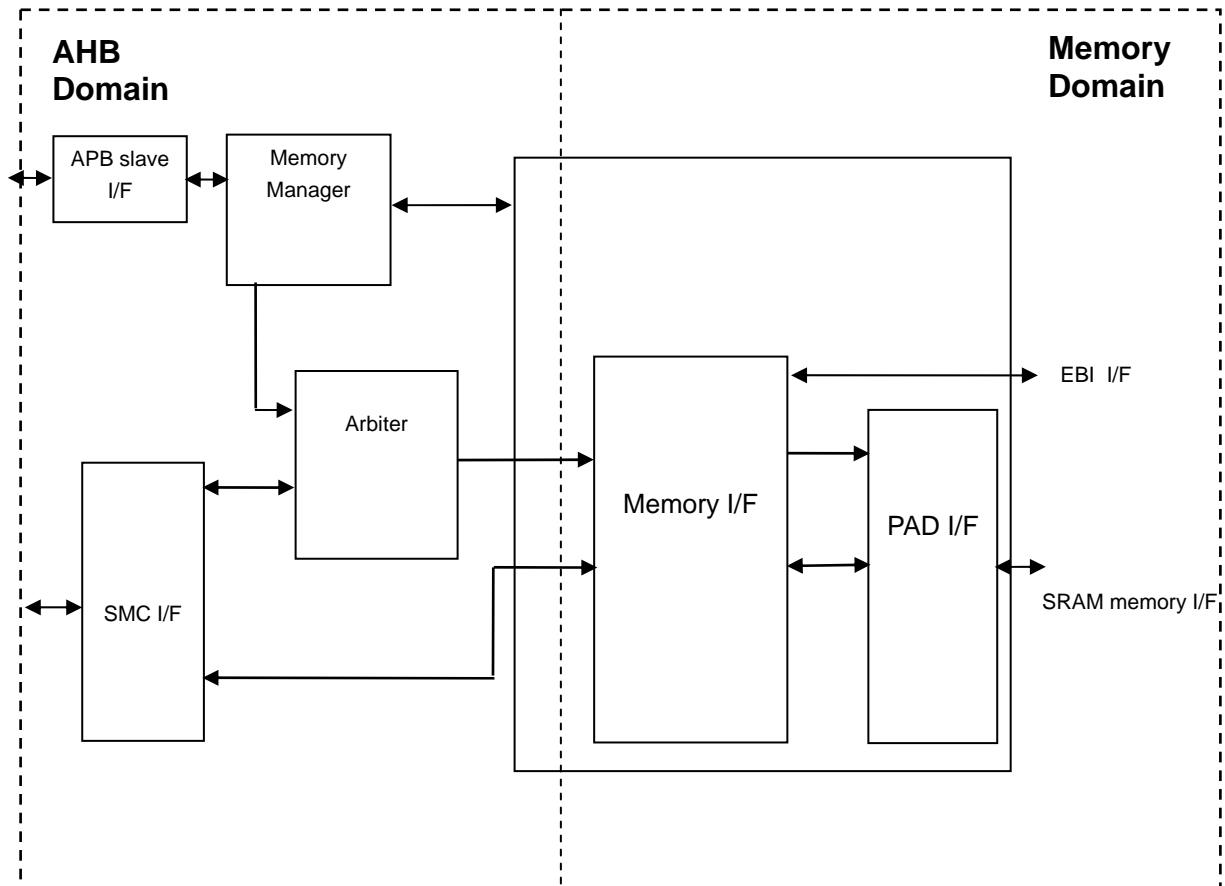 AHB
Domain
Memory
Domain
APB slave
I/F
Memory
Manager
EBI I/F
Arbiter
Memory I/F
PAD I/F
SMC I/F
SRAM memory I/F